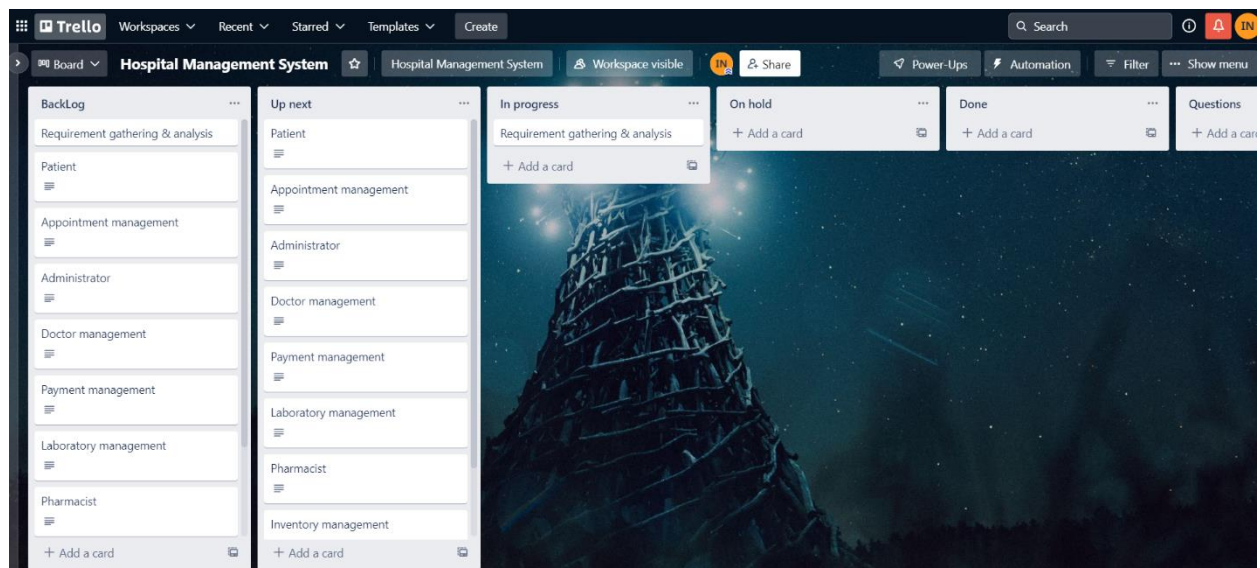 Trello Workspaces Recent Starred Templates Create Search IN
Board Hospital Management System Hospital Management System Workspace visible IN Share Power-Ups Automation Filter Show menu
BackLog
Requirement gathering & analysis
Patient
Appointment management
Administrator
Doctor management
Payment management
Laboratory management
Pharmacist
+ Add a card
Up next
Patient
Appointment management
Administrator
Doctor management
Payment management
Laboratory management
Pharmacist
Inventory management
+ Add a card
In progress
Requirement gathering & analysis
+ Add a card
On hold
+ Add a card
Done
+ Add a card
Questions
+ Add a car